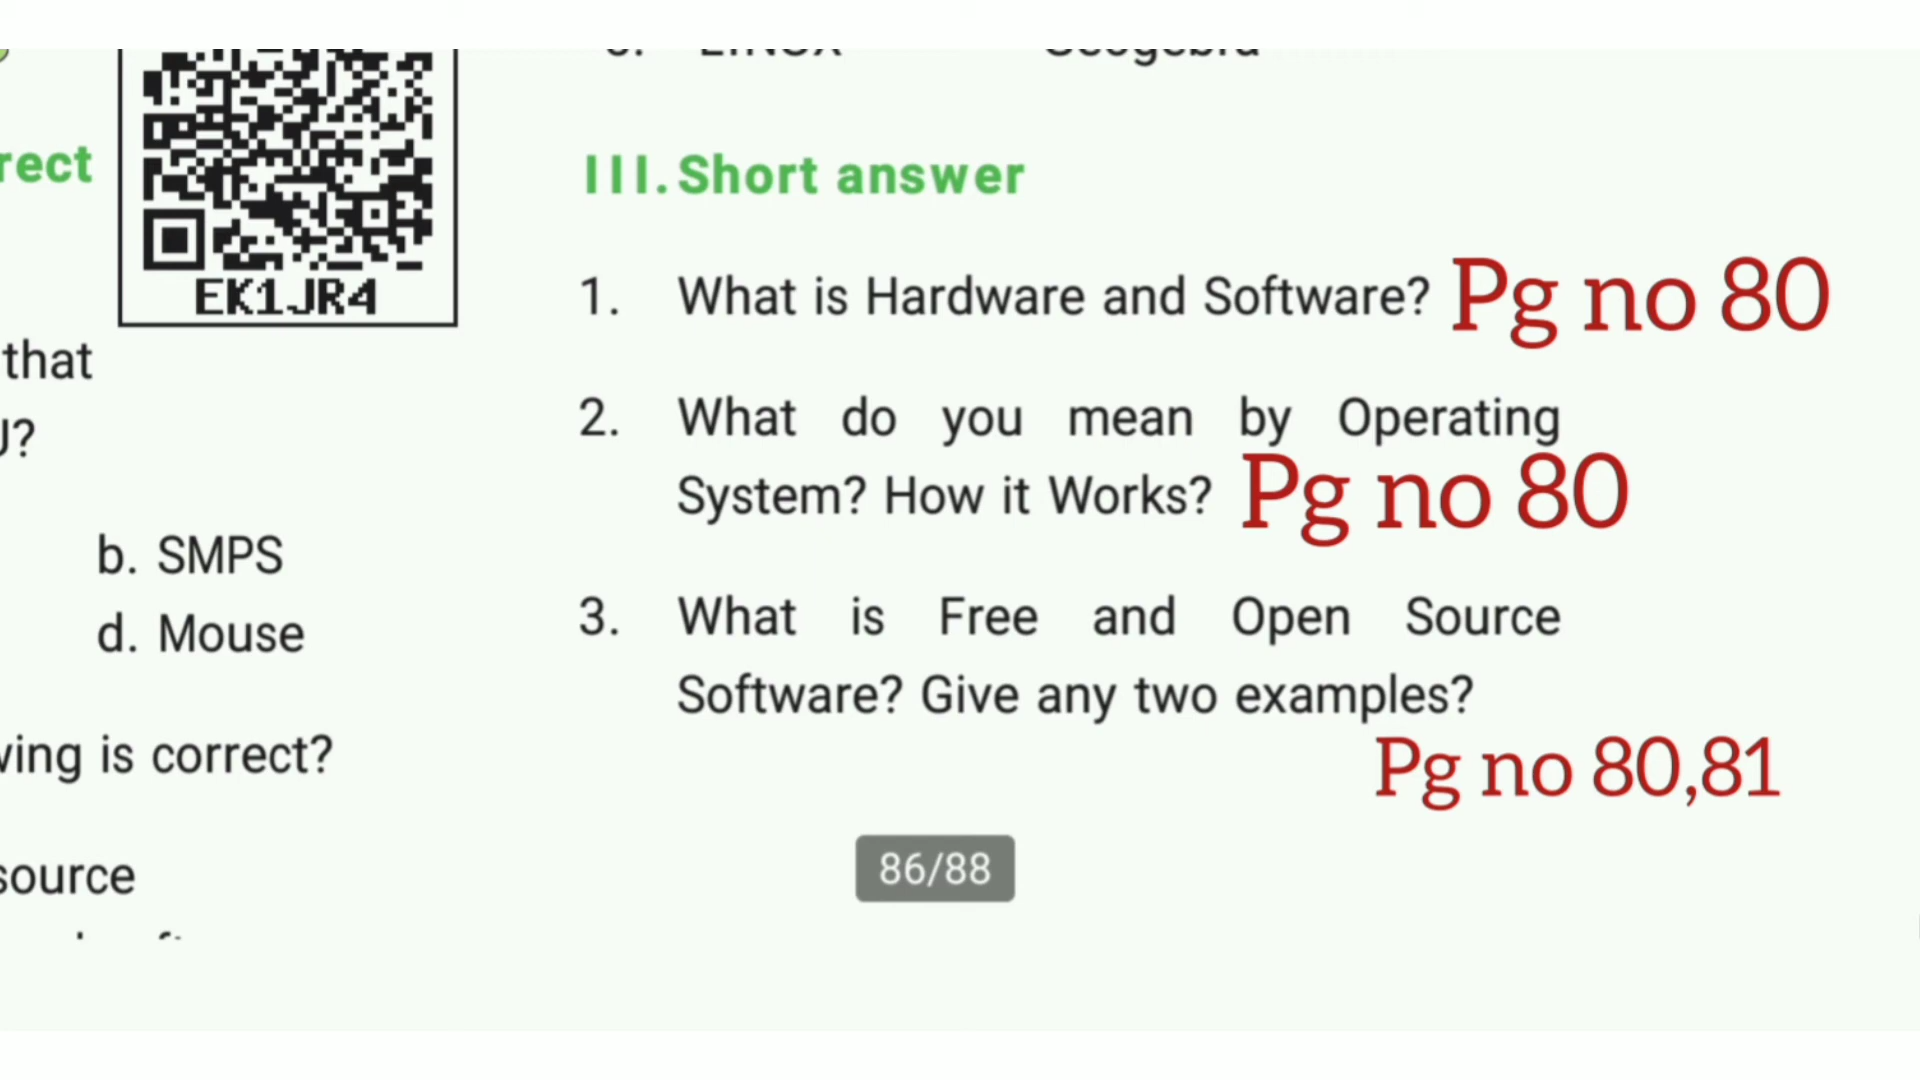 rect
EK1JR4
that
U?
b. SMPS
d. Mouse
ving is correct?
source
LINUX Geogebra
III. Short answer
1. What is Hardware and Software? Pg no 80
2. What do you mean by Operating
System? How it Works? Pg no 80
3. What is Free and Open Source
Software? Give any two examples?
Pg no 80,81
86/88